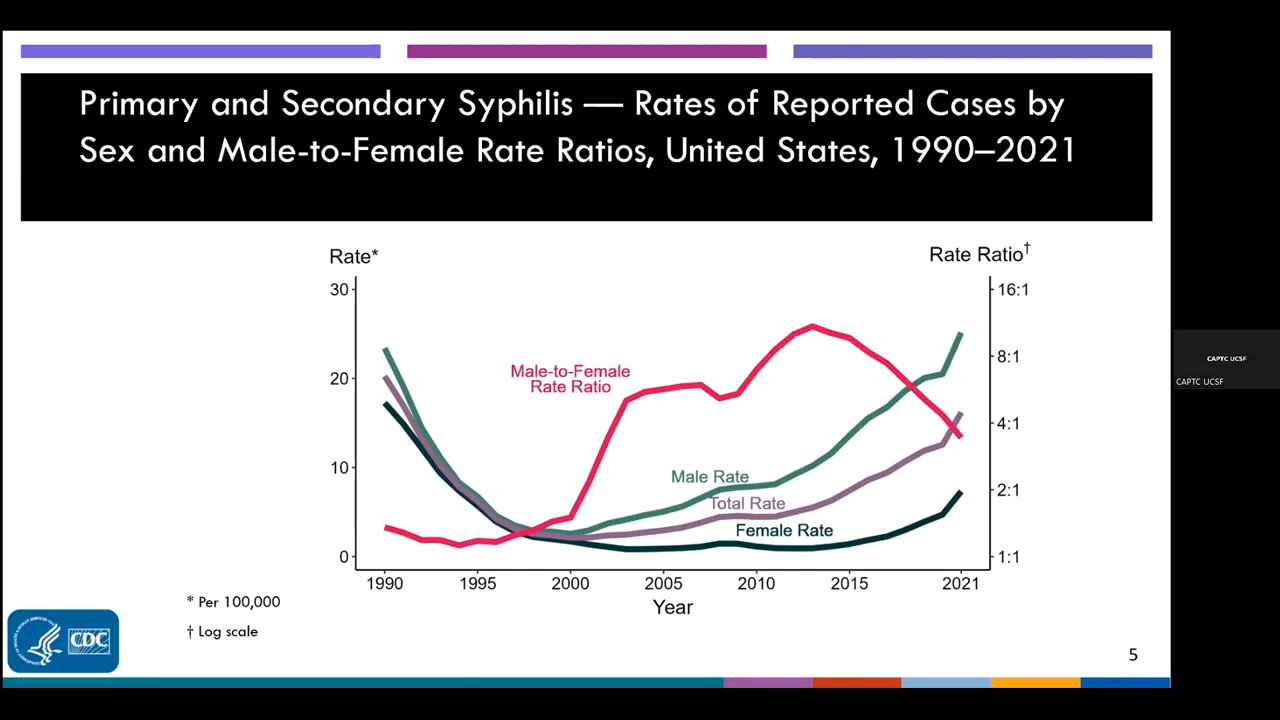 Primary and Secondary Syphilis — Rates of Reported Cases by
Sex and Male-to-Female Rate Ratios, United States, 1990–2021
Rate*
Rate Ratio†
30
20
10
0
16:1
8:1
4:1
2:1
1:1
Male-to-Female
Rate Ratio
Male Rate
Total Rate
Female Rate
1990
1995
2000
2005
2010
2015
2021
Year
* Per 100,000
† Log scale
CDC
5
CAPTC UCSF
CAPTC UCSF